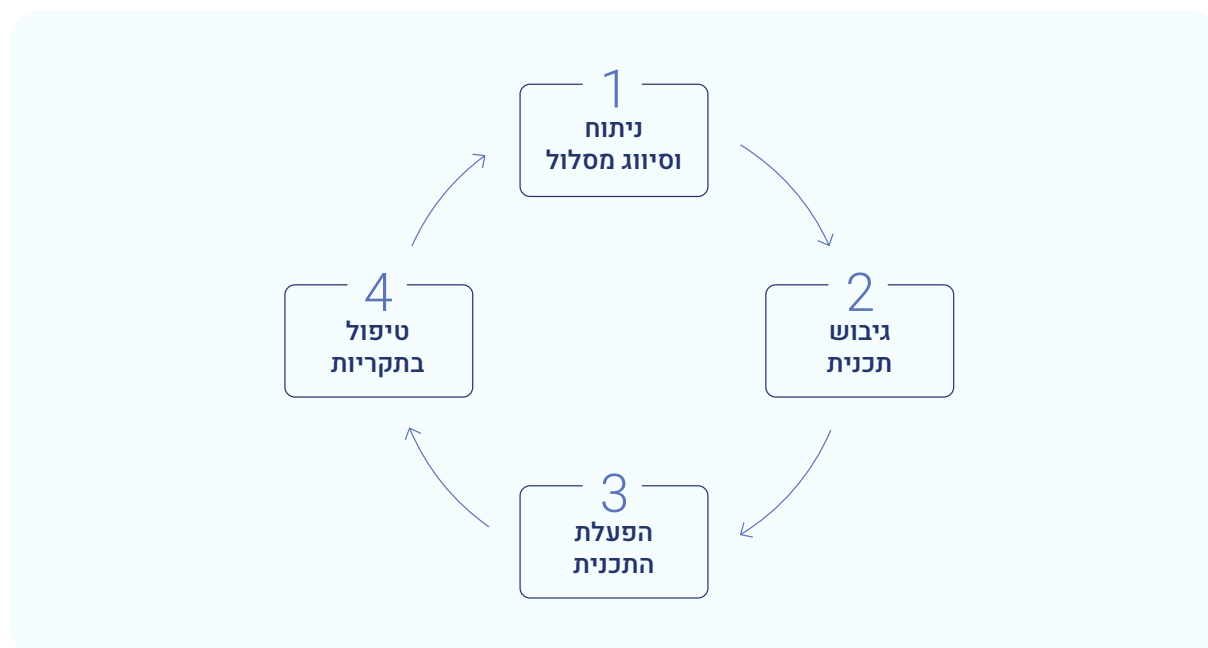 1
ניתוח
וסיווג מסלול
2
גיבוש
תכנית
3
הפעלת
התכנית
4
טיפול
בתקריות